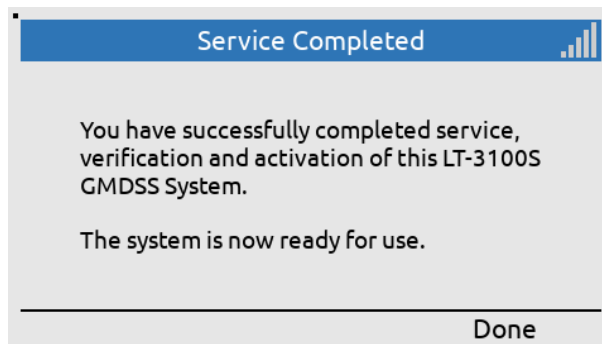 Service Completed
You have successfully completed service,
verification and activation of this LT-3100S
GMDSS System.
The system is now ready for use.
Done